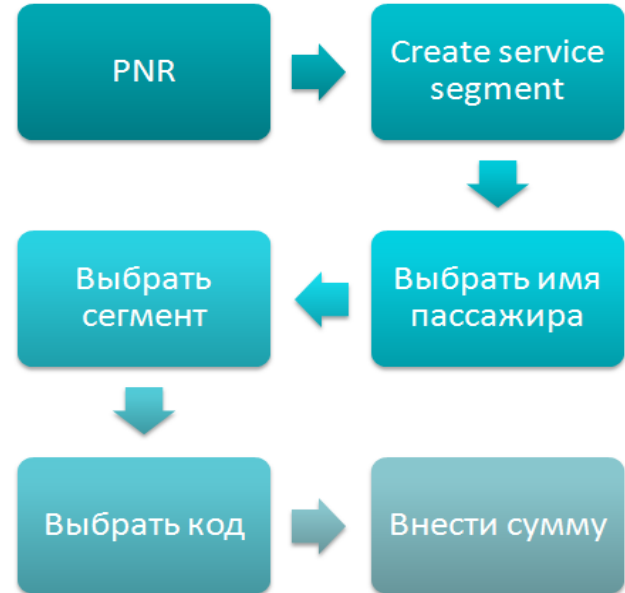 PNR
Create service
segment
Выбрать имя
пассажира
Выбрать
сегмент
Выбрать код
Внести сумму